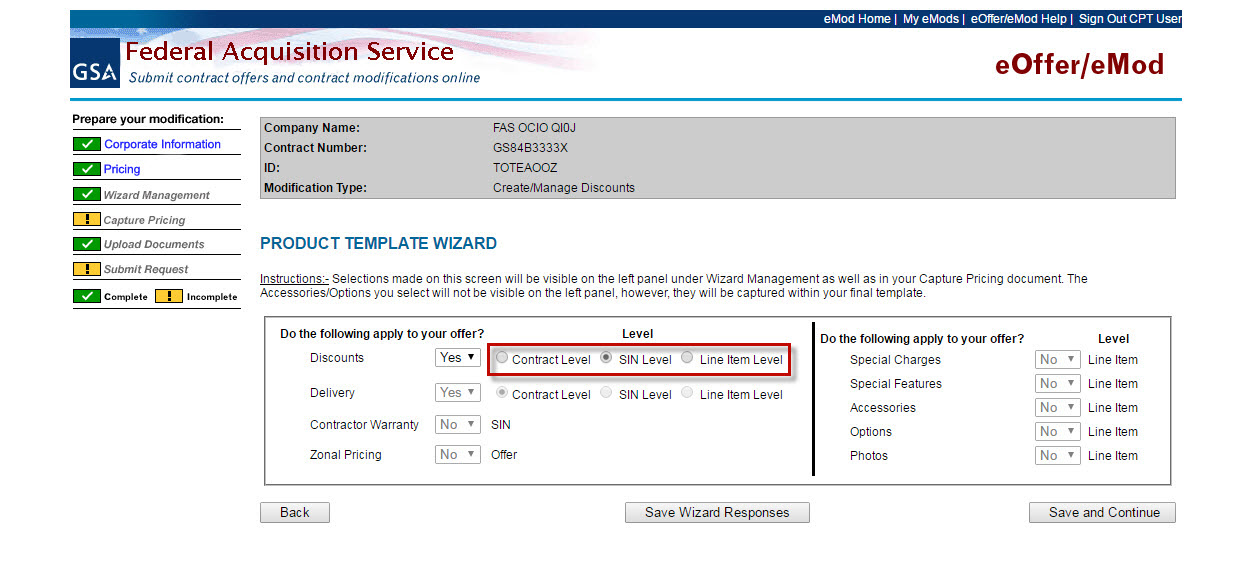 eMod Home | My eMods | eOffer/eMod Help | Sign Out CPT User
GSA
Federal Acquisition Service
Submit contract offers and contract modifications online
eOffer/eMod
Prepare your modification:
Corporate Information
Pricing
Wizard Management
Capture Pricing
Upload Documents
Submit Request
Complete Incomplete
Company Name: FAS OCIO QI0J
Contract Number: GS84B3333X
ID: TOTEAOOZ
Modification Type: Create/Manage Discounts
PRODUCT TEMPLATE WIZARD
Instructions:- Selections made on this screen will be visible on the left panel under Wizard Management as well as in your Capture Pricing document. The
Accessories/Options you select will not be visible on the left panel, however, they will be captured within your final template.
Do the following apply to your offer? Level
Discounts Yes Contract Level SIN Level Line Item Level
Delivery Yes Contract Level SIN Level Line Item Level
Contractor Warranty No SIN
Zonal Pricing No Offer
Do the following apply to your offer? Level
Special Charges No Line Item
Special Features No Line Item
Accessories No Line Item
Options No Line Item
Photos No Line Item
Back Save Wizard Responses Save and Continue